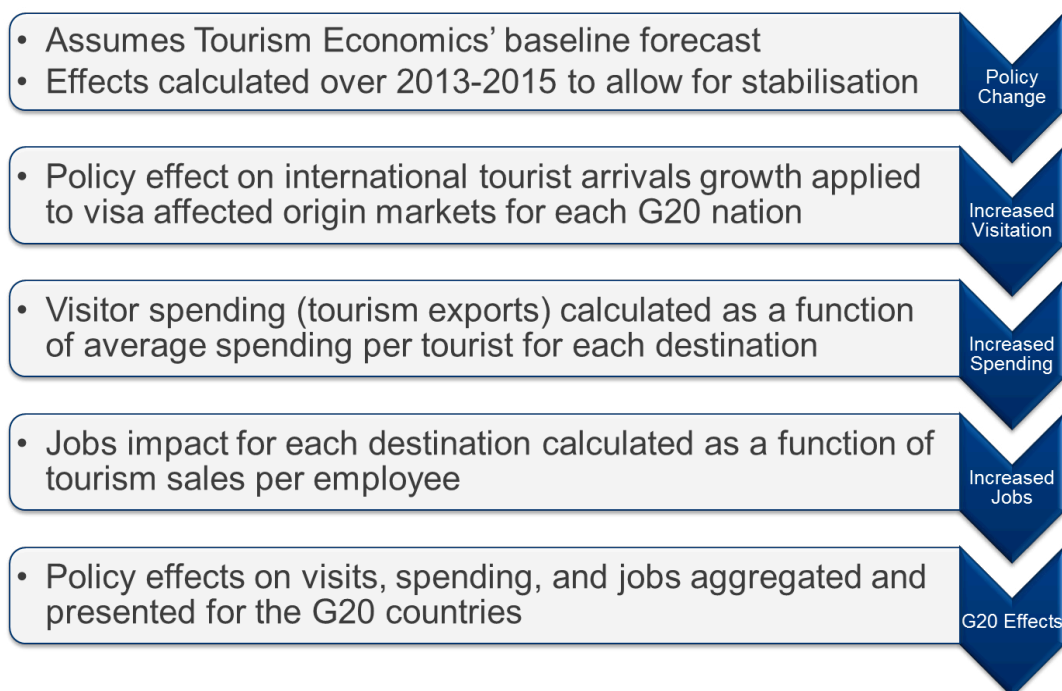 • Assumes Tourism Economics’ baseline forecast
• Effects calculated over 2013-2015 to allow for stabilisation
Policy
Change
• Policy effect on international tourist arrivals growth applied
to visa affected origin markets for each G20 nation
Increased
Visitation
• Visitor spending (tourism exports) calculated as a function
of average spending per tourist for each destination
Increased
Spending
• Jobs impact for each destination calculated as a function of
tourism sales per employee
Increased
Jobs
• Policy effects on visits, spending, and jobs aggregated and
presented for the G20 countries
G20 Effects